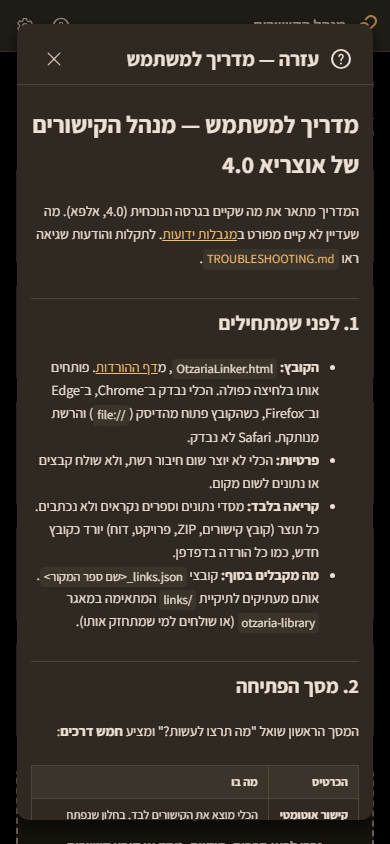 מנהל הקישורים
עזרה — מדריך למשתמש
מדריך למשתמש — מנהל הקישורים
של אוצריא 4.0
המדריך מתאר את מה שקיים בגרסה הנוכחית (4.0, אלפא). מה
שעדיין לא קיים מפורט במגבלות ידועות. לתקלות והודעות שגיאה
ראו TROUBLESHOOTING.md.
1. לפני שמתחילים
• הקובץ: OtzariaLinker.html, מדף ההורדות. פותחים
אותו בלחיצה כפולה. הכלי נבדק ב־Chrome, ב־Edge
וב־Firefox, כשהקובץ פתוח מהדיסק (file://) והרשת
מנותקת. Safari לא נבדק.
• פרטיות: הכלי לא יוצר שום חיבור רשת, ולא שולח קבצים
או נתונים לשום מקום.
• קריאה בלבד: מסדי נתונים וספרים נקראים ולא נכתבים.
כל תוצר (קובץ קישורים, ZIP, פרויקט, דוח) יורד כקובץ
חדש, כמו כל הורדה בדפדפן.
• מה מקבלים בסוף: קובצי <שם ספר המקור>_links.json.
אותם מעתיקים לתיקיית links/ המתאימה במאגר
otzaria-library (או שולחים למי שמתחזק אותו).
2. מסך הפתיחה
המסך הראשון שואל "מה תרצו לעשות?" ומציע חמש דרכים:
הכרטיס מה בו
קישור אוטומטי הכלי מוצא את הקישורים לבד. בחלון שנפתח